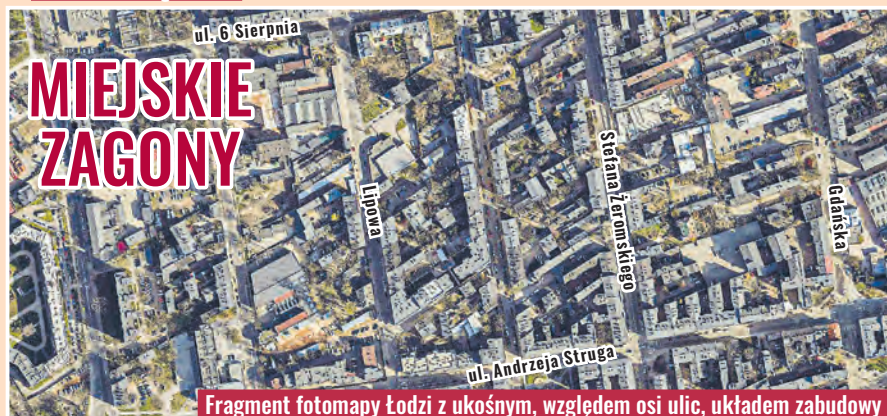 ul. 6 Sierpnia
MIEJSKIE
ZAGONY
Lipowa
Stefana Żeromskiego
Gdańska
ul. Andrzeja Struga
Fragment fotomapy Łodzi z ukośnym, względem osi ulic, układem zabudowy